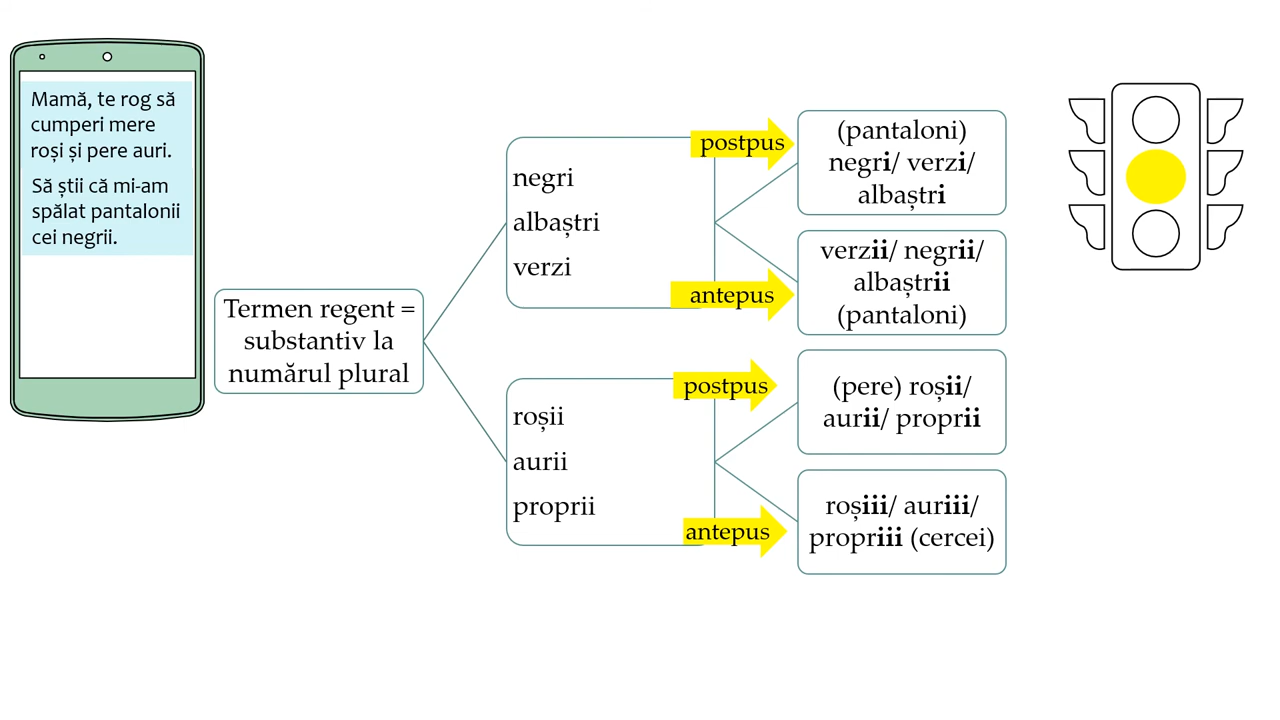 Mamă, te rog să
cumperi mere
roși și pere auri.
Să știi că mi-am
spălat pantalonii
cei negrii.
Termen regent =
substantiv la
numărul plural
negri
albaștri
verzi
postpus
antepus
(pantaloni)
negri/ verzi/
albaștri
verzii/ negrii/
albaștrii
(pantaloni)
roșii
aurii
proprii
postpus
antepus
(pere) roșii/
aurii/ proprii
roșiii/ auriii/
propriii (cercei)